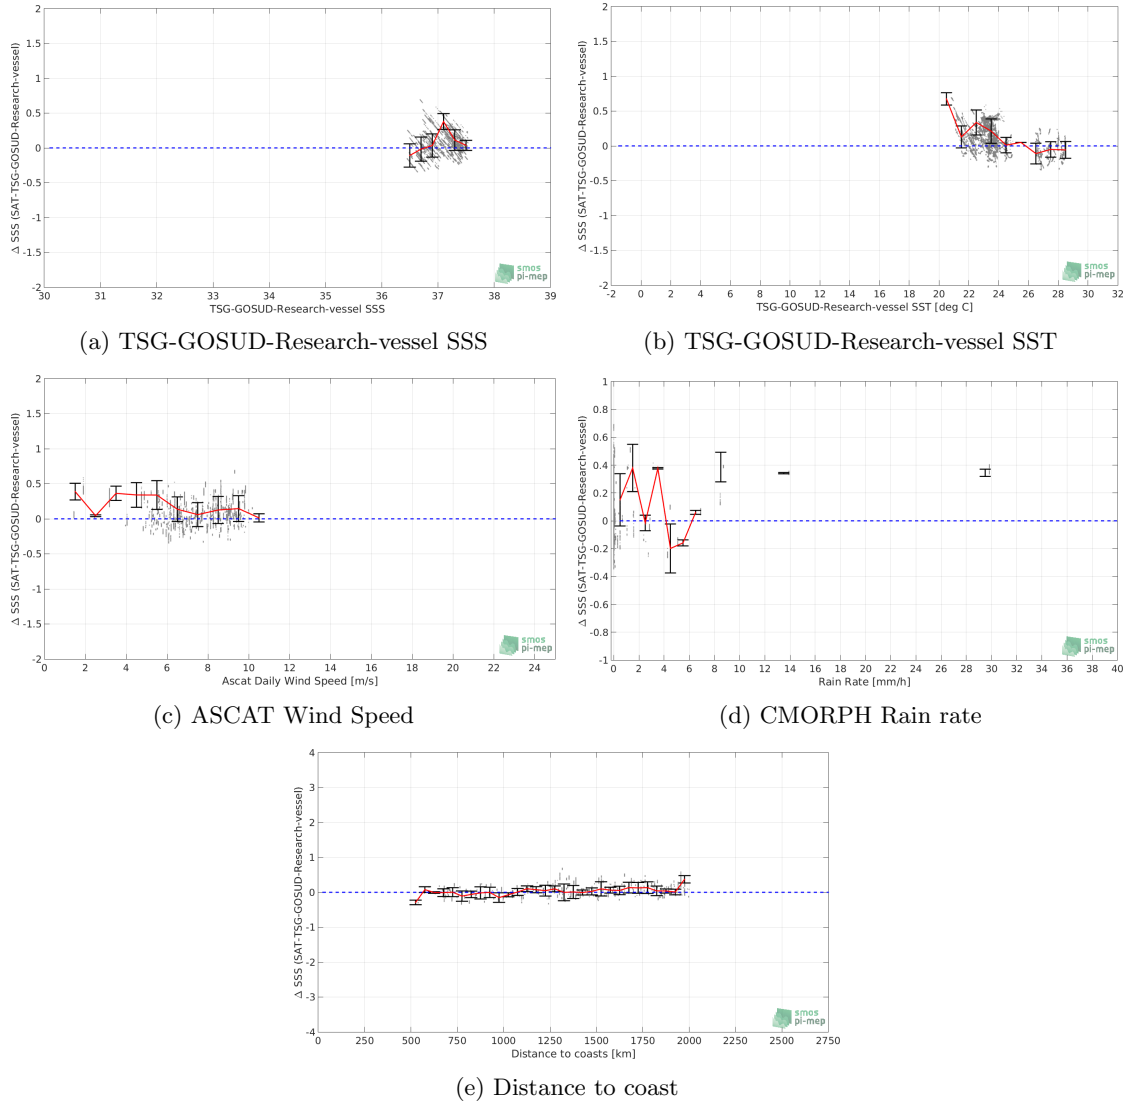 2
1.5
1
0.5
0
-0.5
-1
-1.5
-2
Δ SSS (SAT-TSG-GOSUD-Research-vessel)
30 31 32 33 34 35 36 37 38 39
TSG-GOSUD-Research-vessel SSS
smos
pi-mep
(a) TSG-GOSUD-Research-vessel SSS
2
1.5
1
0.5
0
-0.5
-1
-1.5
-2
Δ SSS (SAT-TSG-GOSUD-Research-vessel)
-2 0 2 4 6 8 10 12 14 16 18 20 22 24 26 28 30 32
TSG-GOSUD-Research-vessel SST [deg C]
smos
pi-mep
(b) TSG-GOSUD-Research-vessel SST
2
1.5
1
0.5
0
-0.5
-1
-1.5
-2
Δ SSS (SAT-TSG-GOSUD-Research-vessel)
0 2 4 6 8 10 12 14 16 18 20 22 24
Ascat Daily Wind Speed [m/s]
smos
pi-mep
(c) ASCAT Wind Speed
1
0.8
0.6
0.4
0.2
0
-0.2
-0.4
-0.6
-0.8
-1
Δ SSS (SAT-TSG-GOSUD-Research-vessel)
0 2 4 6 8 10 12 14 16 18 20 22 24 26 28 30 32 34 36 38 40
Rain Rate [mm/h]
smos
pi-mep
(d) CMORPH Rain rate
4
3
2
1
0
-1
-2
-3
-4
Δ SSS (SAT-TSG-GOSUD-Research-vessel)
0 250 500 750 1000 1250 1500 1750 2000 2250 2500 2750
Distance to coasts [km]
smos
pi-mep
(e) Distance to coast